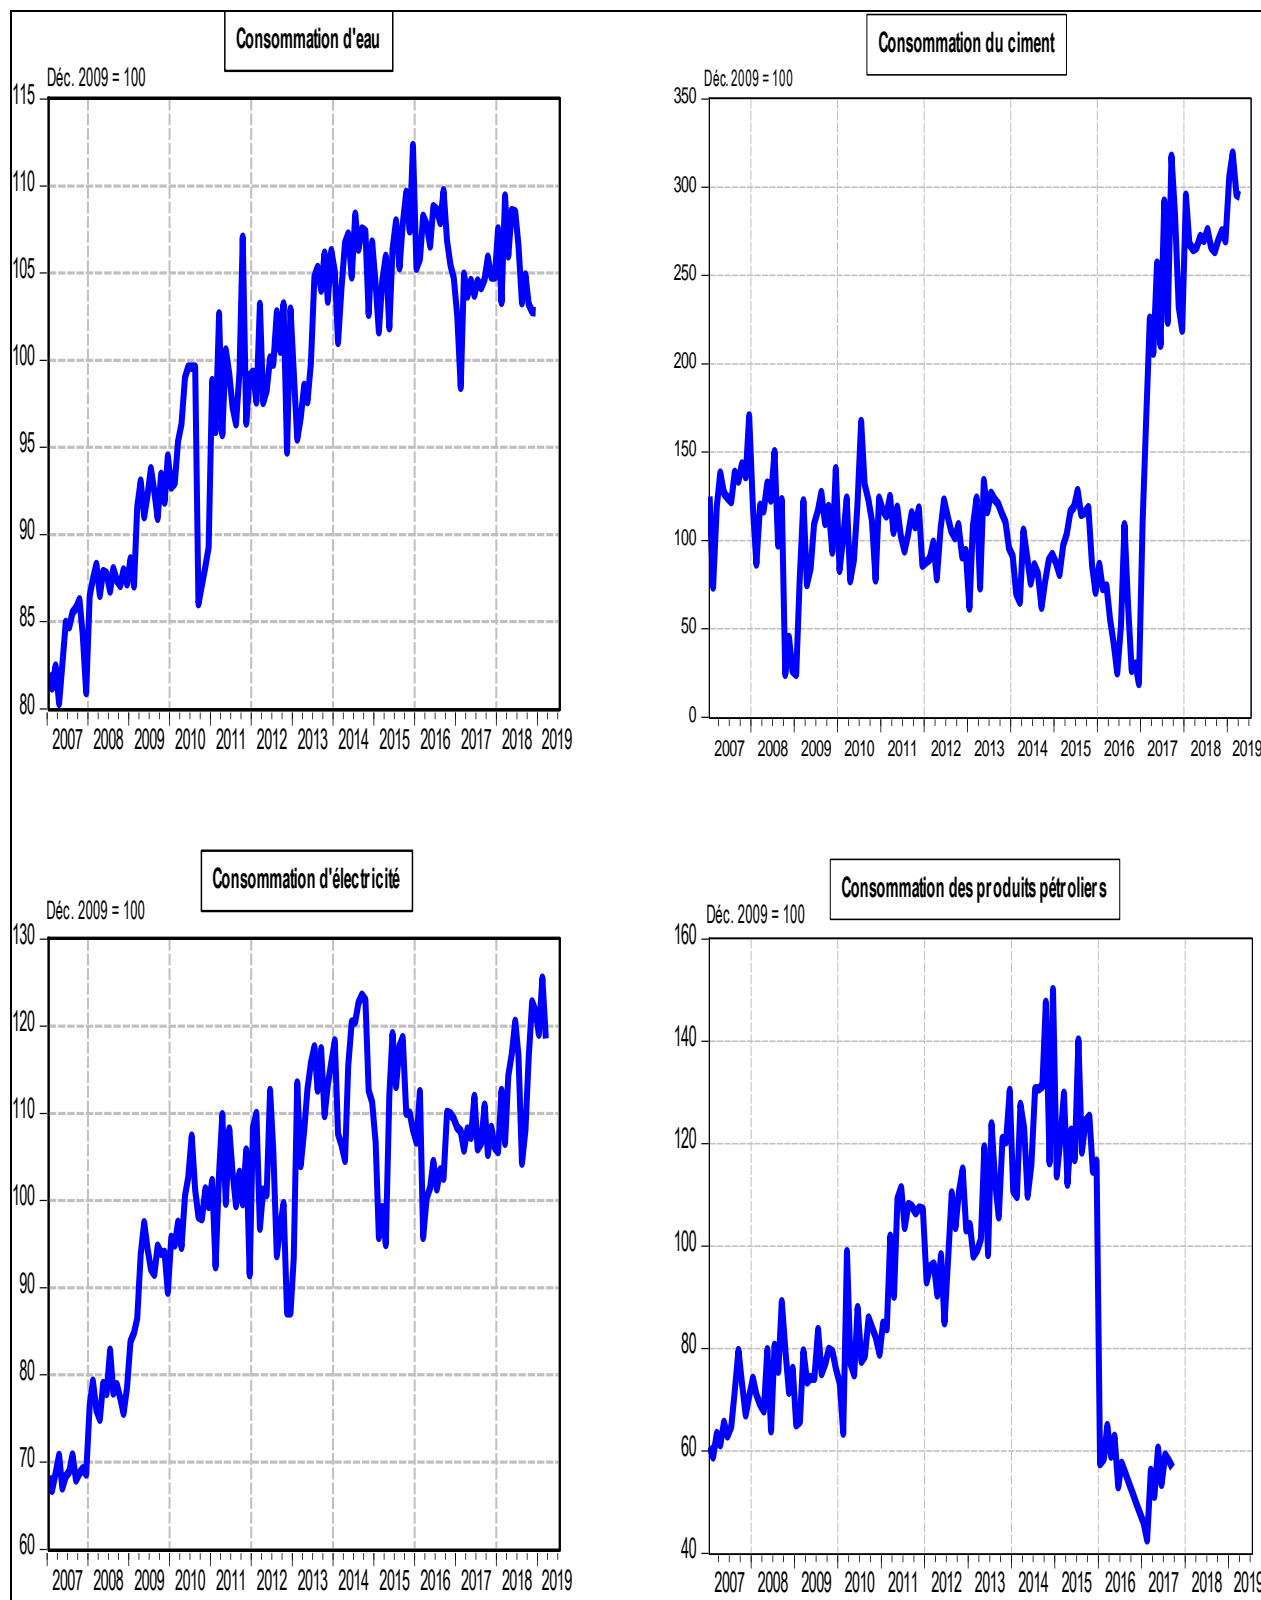 Consommation d'eau
Déc. 2009 = 100
115
110
105
100
95
90
85
80
2007 2008 2009 2010 2011 2012 2013 2014 2015 2016 2017 2018 2019
Consommation du ciment
Déc. 2009 = 100
350
300
250
200
150
100
50
0
2007 2008 2009 2010 2011 2012 2013 2014 2015 2016 2017 2018 2019
Consommation d'électricité
Déc. 2009 = 100
130
120
110
100
90
80
70
60
2007 2008 2009 2010 2011 2012 2013 2014 2015 2016 2017 2018 2019
Consommation des produits pétroliers
Déc. 2009 = 100
160
140
120
100
80
60
40
2007 2008 2009 2010 2011 2012 2013 2014 2015 2016 2017 2018 2019